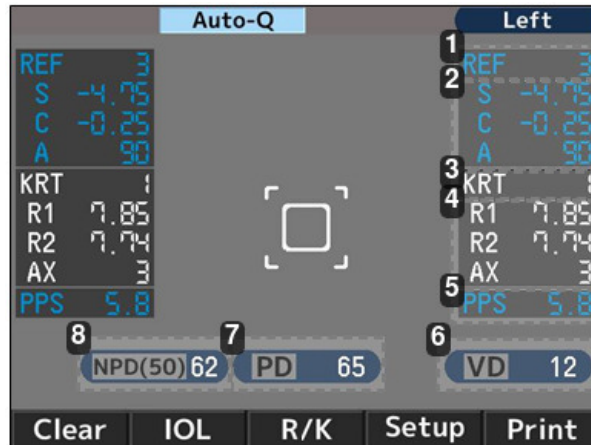 Auto-Q Left
REF 3
S -4.75
C -0.25
A 90
KRT 1
R1 7.85
R2 7.74
AX 3
PPS 5.8
1
REF 3
2
S -4.75
C -0.25
A 90
3
KRT 1
4
R1 7.85
R2 7.74
AX 3
5
PPS 5.8
8 7 6
NPD(50) 62 PD 65 VD 12
Clear IOL R/K Setup Print